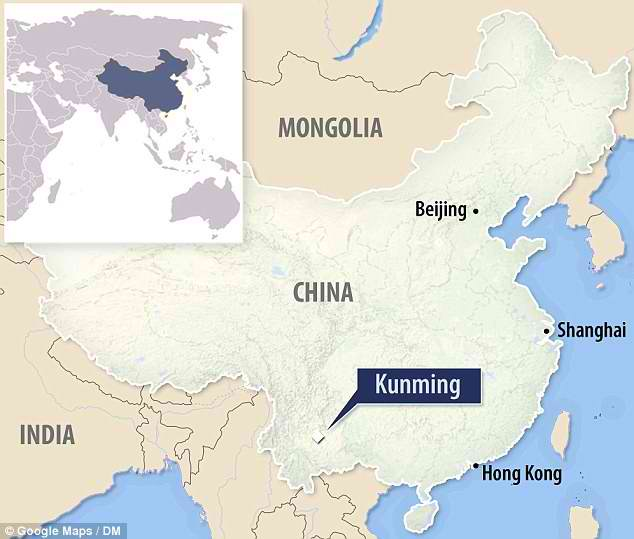 MONGOLIA
Beijing
CHINA
Shanghai
Kunming
INDIA
Hong Kong
© Google Maps / DM